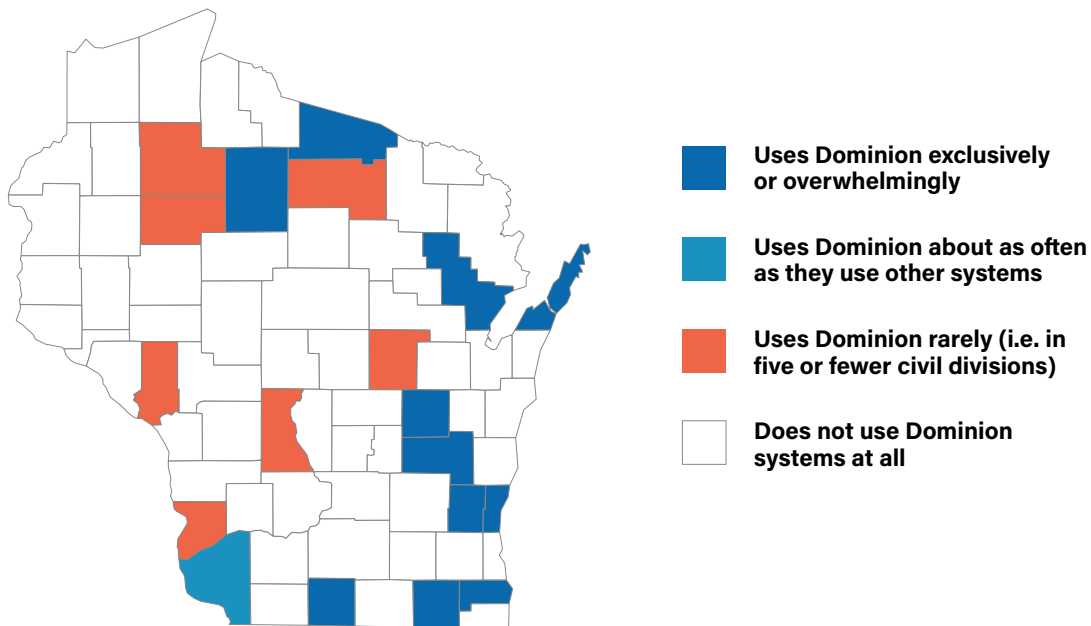 Uses Dominion exclusively
or overwhelmingly
Uses Dominion about as often
as they use other systems
Uses Dominion rarely (i.e. in
five or fewer civil divisions)
Does not use Dominion
systems at all